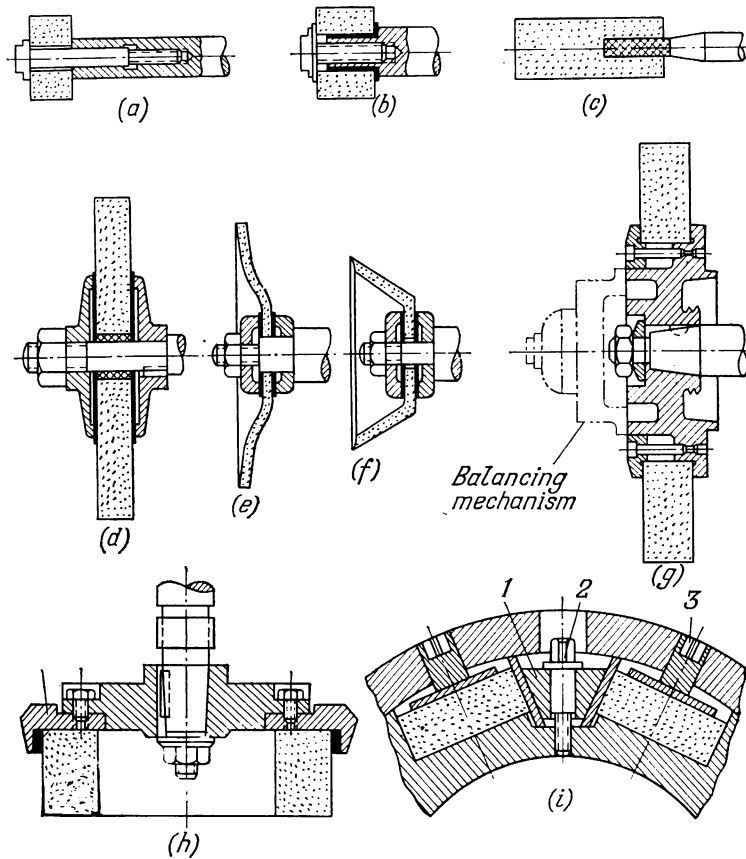 (a)
(b)
(c)
(d)
(e)
(f)
Balancing
mechanism
(g)
1
2
3
(h)
(i)